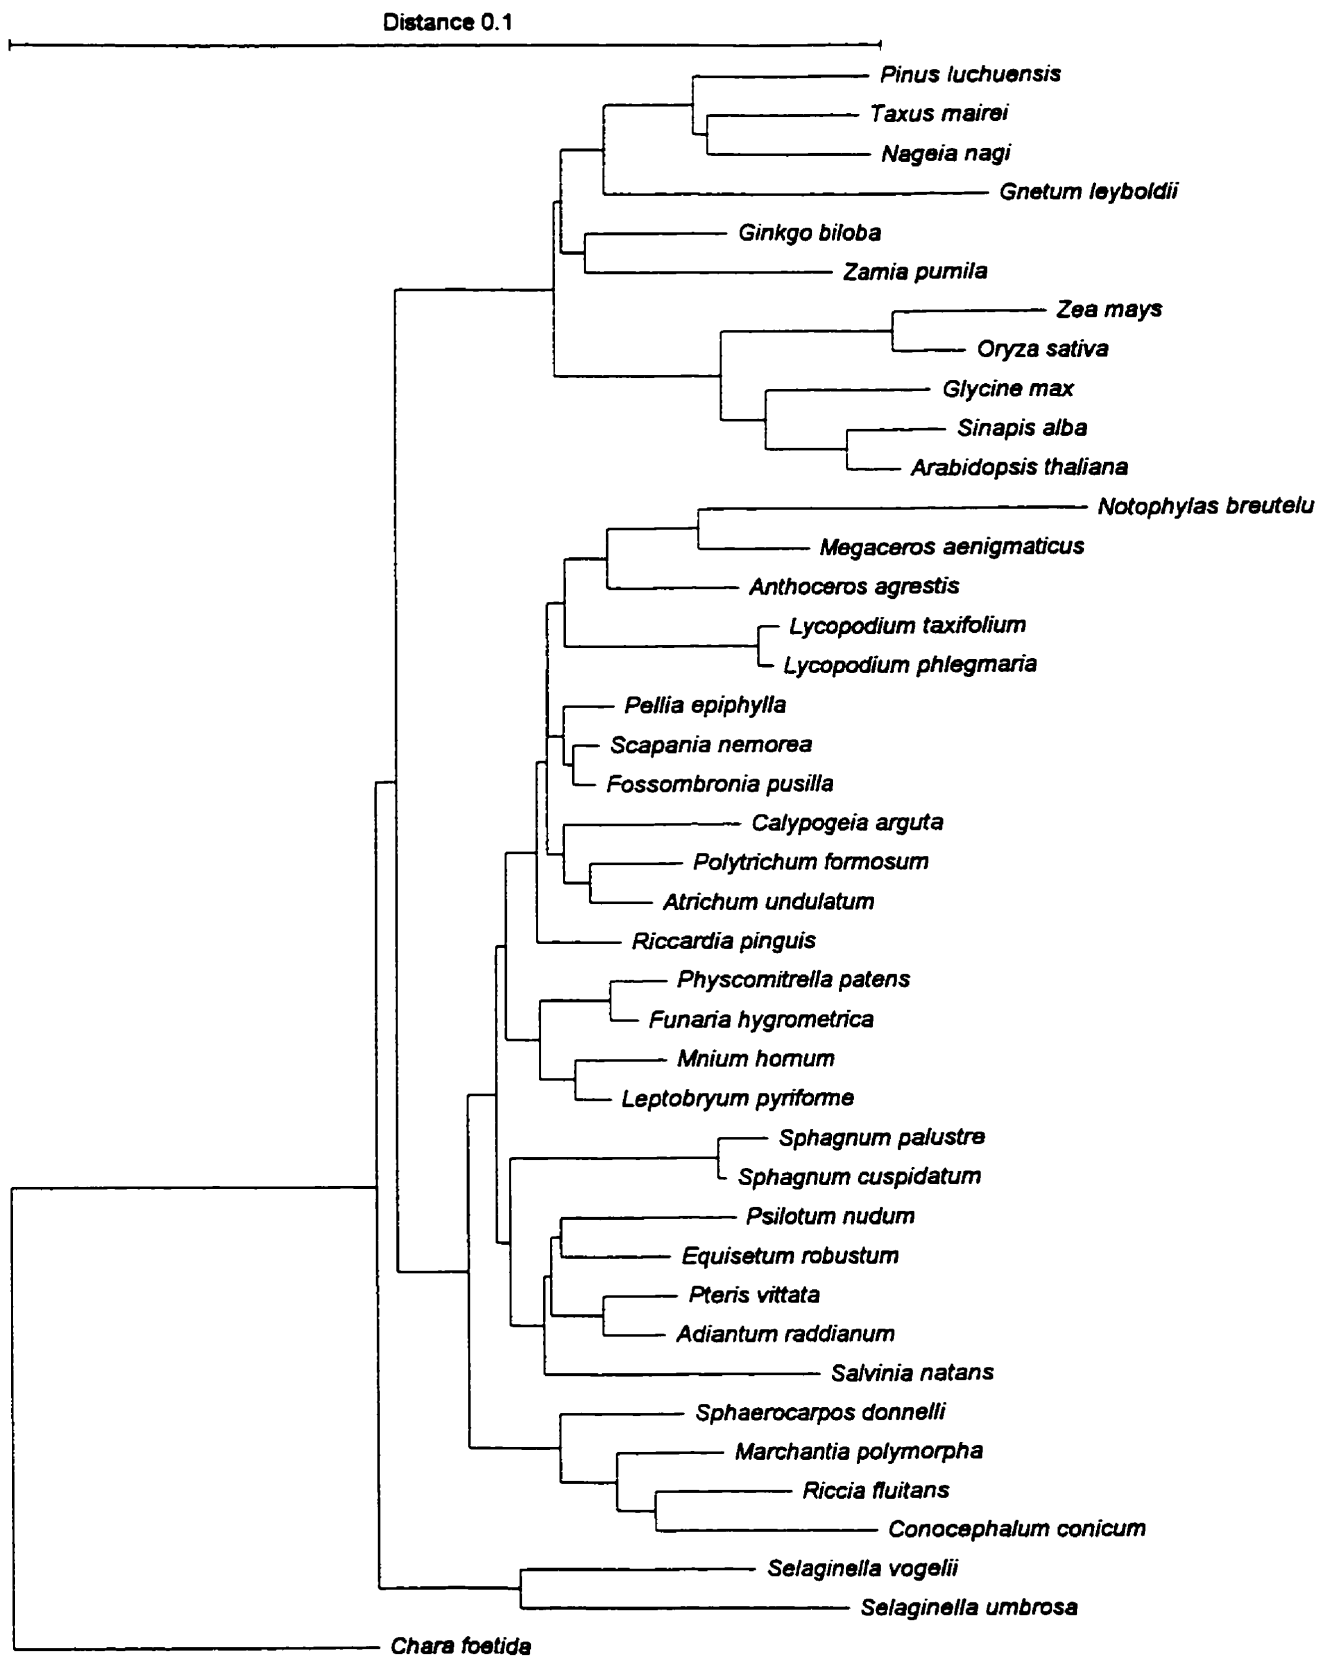 Distance 0.1
Pinus luchuensis
Taxus mairei
Nageia nagi
Gnetum leyboldii
Ginkgo biloba
Zamia pumila
Zea mays
Oryza sativa
Glycine max
Sinapis alba
Arabidopsis thaliana
Notophylas breutelu
Megaceros aenigmaticus
Anthoceros agrestis
Lycopodium taxifolium
Lycopodium phlegmaria
Pellia epiphylla
Scapania nemorea
Fossombronia pusilla
Calypogeia arguta
Polytrichum formosum
Atrichum undulatum
Riccardia pinguis
Physcomitrella patens
Funaria hygrometrica
Mnium hornum
Leptobryum pyriforme
Sphagnum palustre
Sphagnum cuspidatum
Psilotum nudum
Equisetum robustum
Pteris vittata
Adiantum raddianum
Salvinia natans
Sphaerocarpos donnelli
Marchantia polymorpha
Riccia fluitans
Conocephalum conicum
Selaginella vogelii
Selaginella umbrosa
Chara foetida